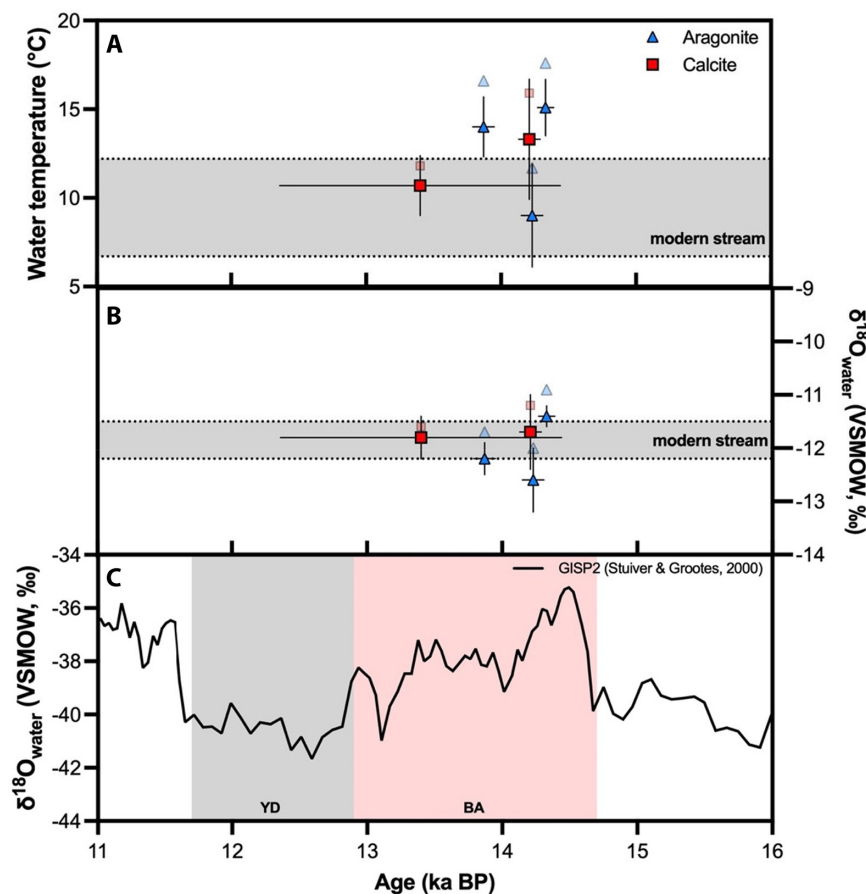 A
Water temperature (°C)
20
15
10
5
Aragonite
Calcite
modern stream
B
δ18Owater (VSMOW, ‰)
-9
-10
-11
-12
-13
-14
modern stream
C
δ18Owater (VSMOW, ‰)
-34
-36
-38
-40
-42
-44
GISP2 (Stuiver & Grootes, 2000)
YD
BA
11
12
13
14
15
16
Age (ka BP)